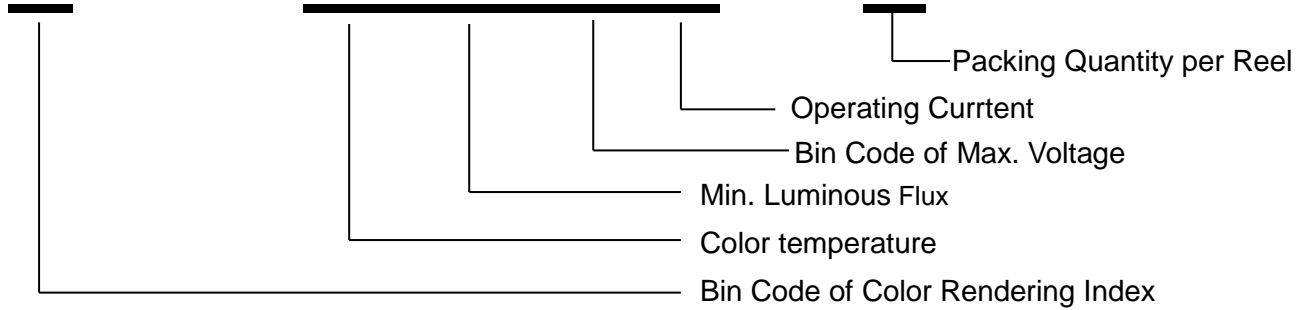 Packing Quantity per Reel
Operating Currtent
Bin Code of Max. Voltage
Min. Luminous Flux
Color temperature
Bin Code of Color Rendering Index